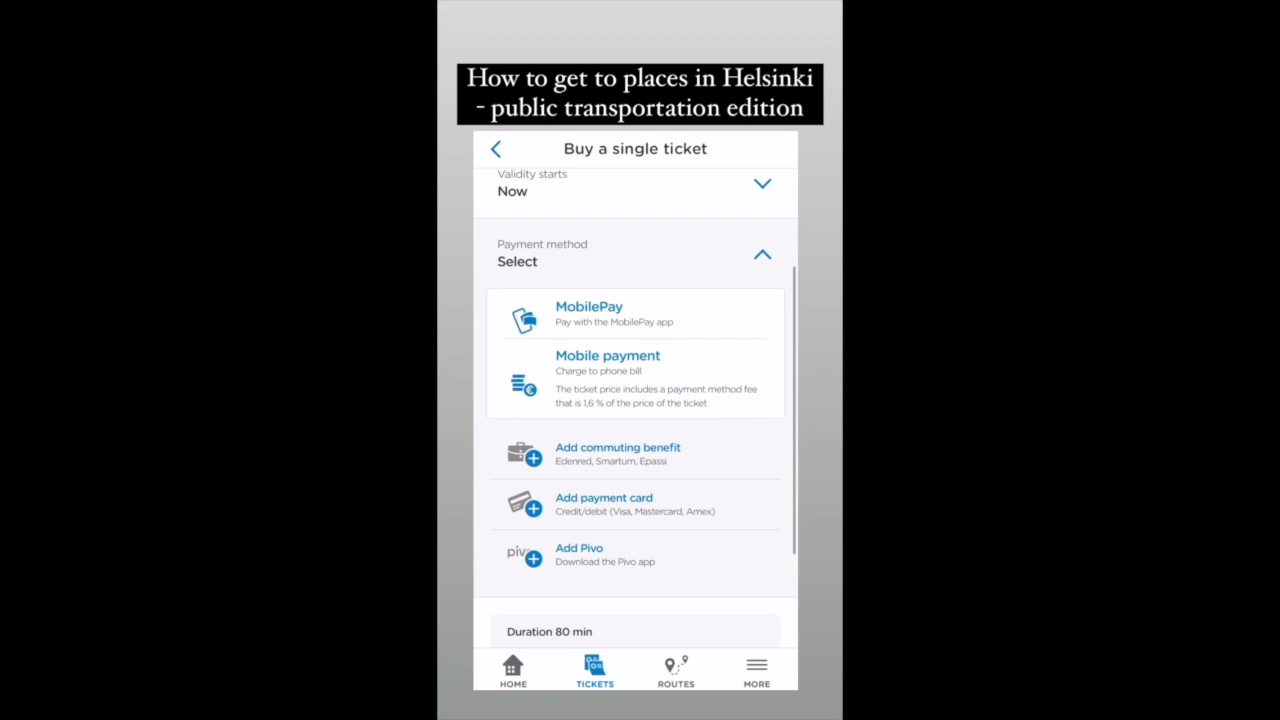 How to get to places in Helsinki
- public transportation edition
Buy a single ticket
Validity starts
Now
Payment method
Select
MobilePay
Pay with the MobilePay app
Mobile payment
Charge to phone bill
The ticket price includes a payment method fee
that is 1,6 % of the price of the ticket
Add commuting benefit
Edenred, Smartum, Epassi
Add payment card
Credit/debit (Visa, Mastercard, Amex)
Add Pivo
Download the Pivo app
Duration 80 min
HOME
TICKETS
ROUTES
MORE